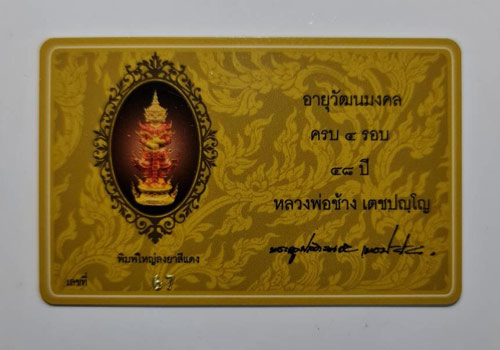 อายุวัฒนมงคล
ครบ ๔ รอบ
๔๘ ปี
หลวงพ่อช้าง เตชปญฺโญ
พิมพ์ใหญ่ลงยาสีแดง
เลขที่ 67